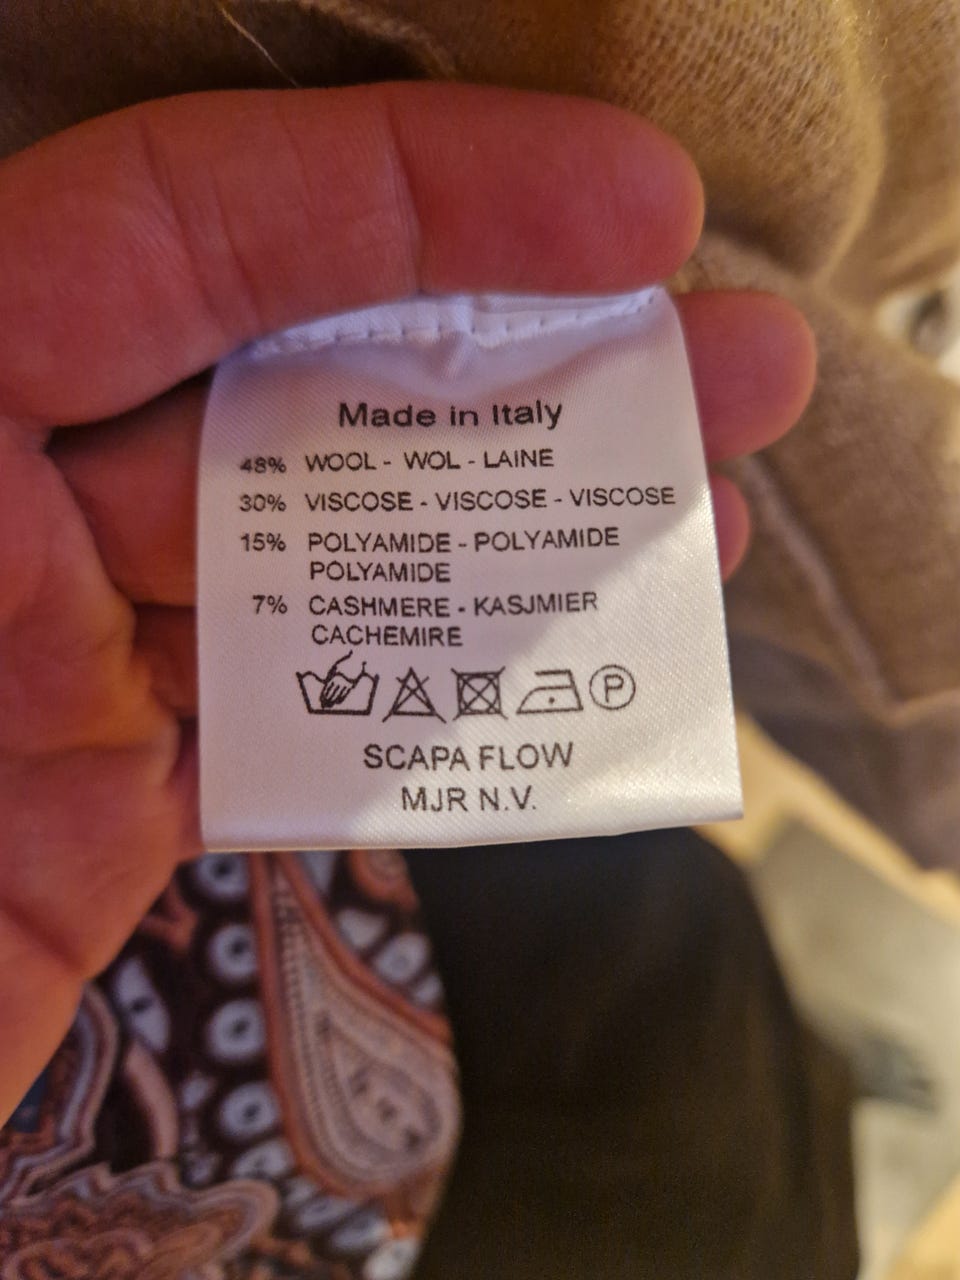 Made in Italy
48% WOOL - WOL - LAINE
30% VISCOSE - VISCOSE - VISCOSE
15% POLYAMIDE - POLYAMIDE
POLYAMIDE
7% CASHMERE - KASJMIER
CACHEMIRE
P
SCAPA FLOW
MJR N.V.